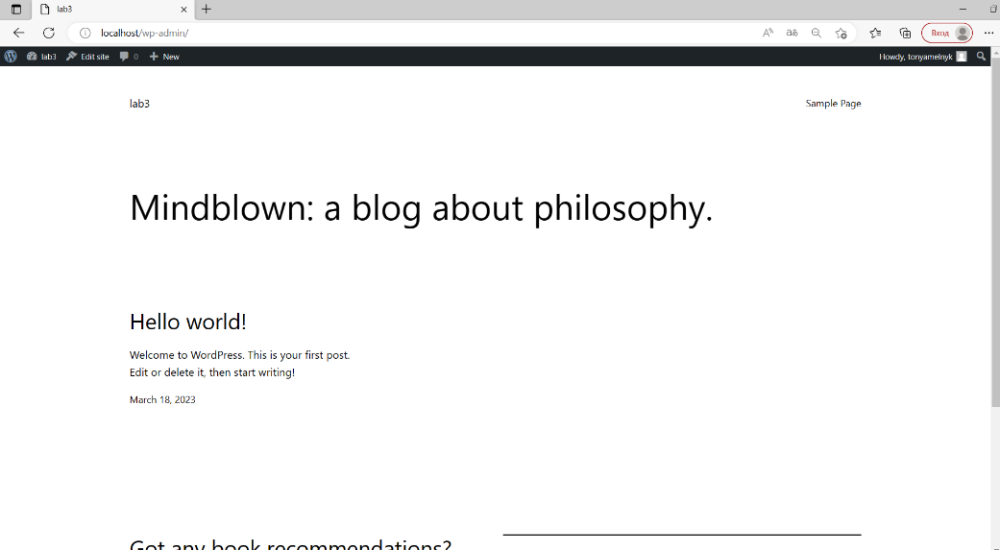 lab3
localhost/wp-admin/
Вход
lab3 Edit site 0 New Howdy, tonyamelnyk
lab3 Sample Page
Mindblown: a blog about philosophy.
Hello world!
Welcome to WordPress. This is your first post.
Edit or delete it, then start writing!
March 18, 2023
Got any book recommendations?